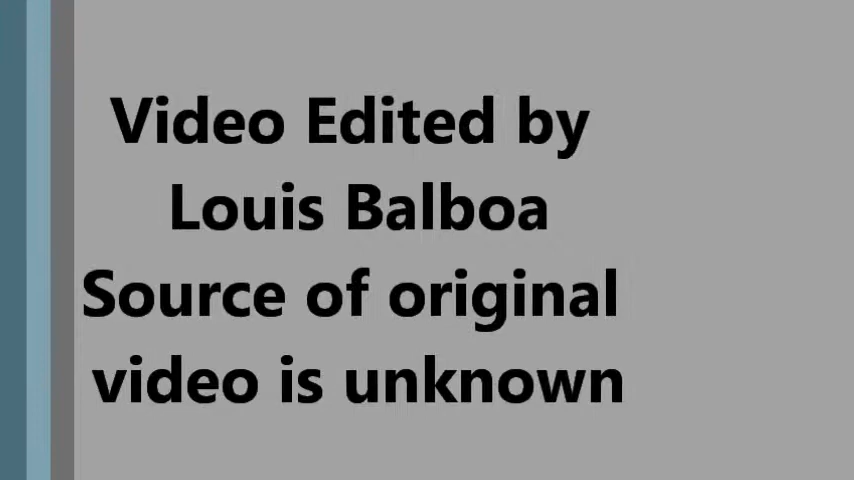 Video Edited by
Louis Balboa
Source of original
video is unknown